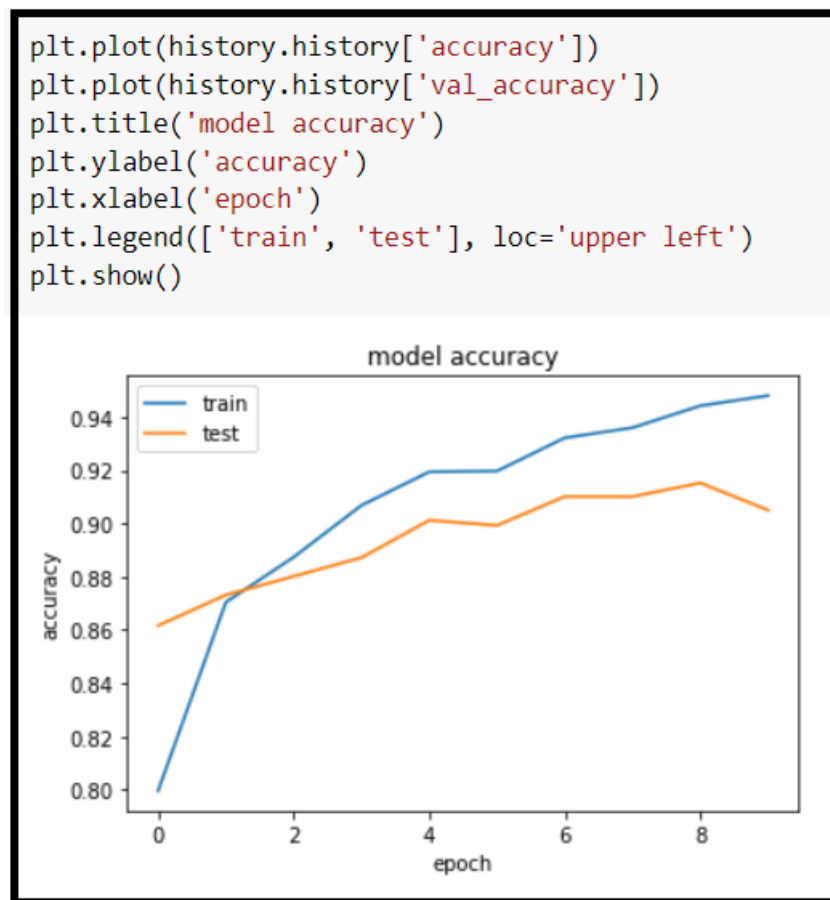 plt.plot(history.history['accuracy'])
plt.plot(history.history['val_accuracy'])
plt.title('model accuracy')
plt.ylabel('accuracy')
plt.xlabel('epoch')
plt.legend(['train', 'test'], loc='upper left')
plt.show()
model accuracy
train
test
0.94
0.92
0.90
0.88
0.86
0.84
0.82
0.80
accuracy
0 2 4 6 8
epoch